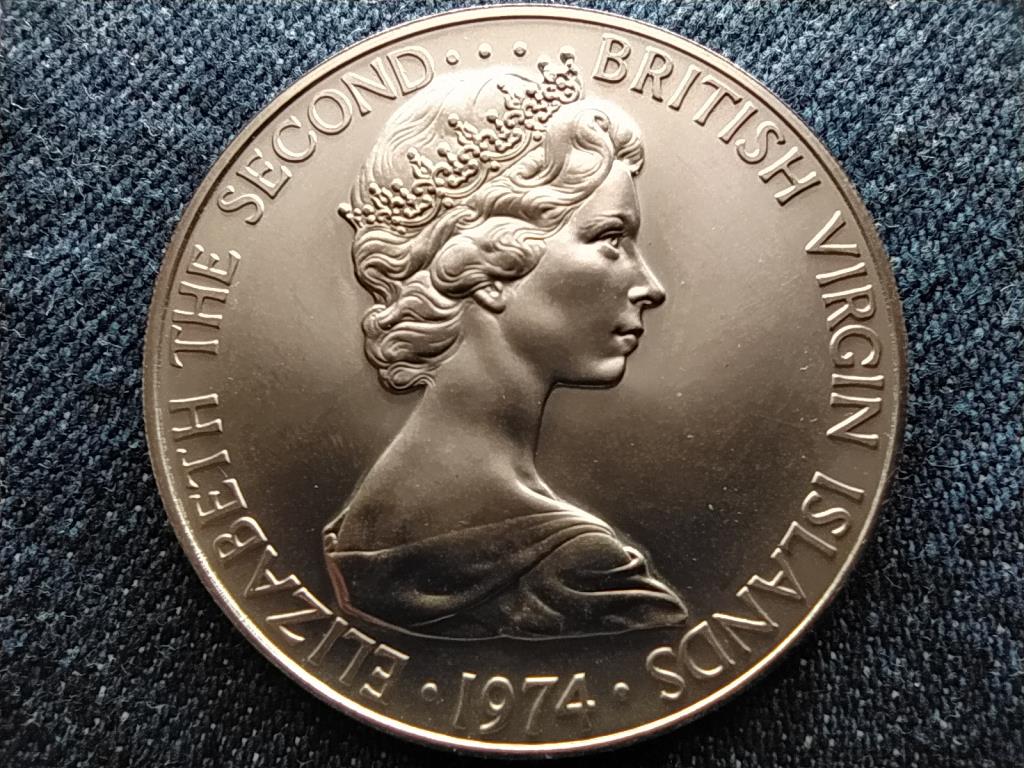 ELIZABETH THE SECOND
BRITISH VIRGIN ISLANDS
· 1974 ·